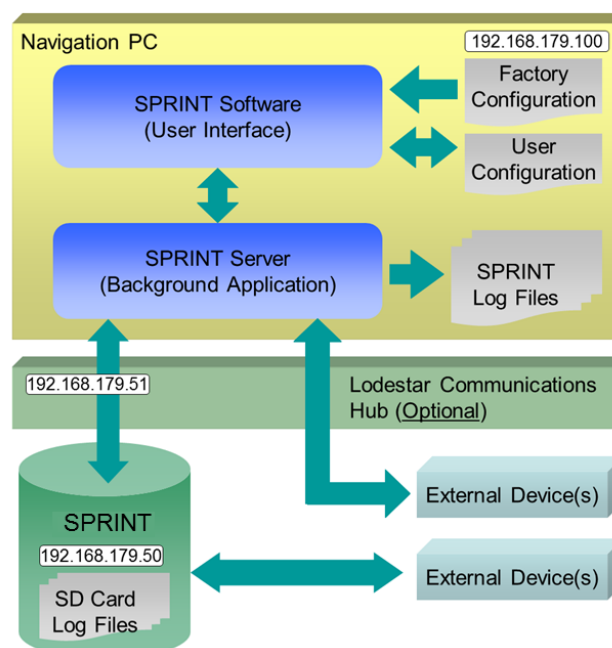 Navigation PC
192.168.179.100
SPRINT Software
(User Interface)
Factory
Configuration
User
Configuration
SPRINT Server
(Background Application)
SPRINT
Log Files
192.168.179.51
Lodestar Communications
Hub (Optional)
SPRINT
192.168.179.50
SD Card
Log Files
External Device(s)
External Device(s)